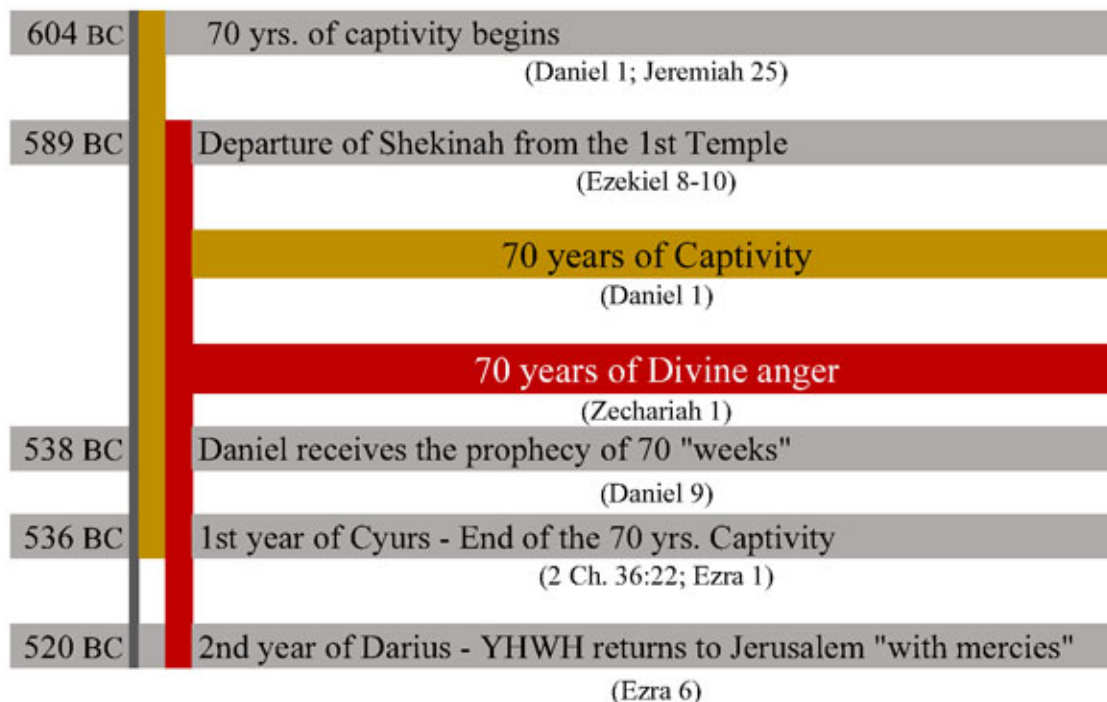 604 BC 70 yrs. of captivity begins
(Daniel 1; Jeremiah 25)
589 BC Departure of Shekinah from the 1st Temple
(Ezekiel 8-10)
70 years of Captivity
(Daniel 1)
70 years of Divine anger
(Zechariah 1)
538 BC Daniel receives the prophecy of 70 "weeks"
(Daniel 9)
536 BC 1st year of Cyurs - End of the 70 yrs. Captivity
(2 Ch. 36:22; Ezra 1)
520 BC 2nd year of Darius - YHWH returns to Jerusalem "with mercies"
(Ezra 6)